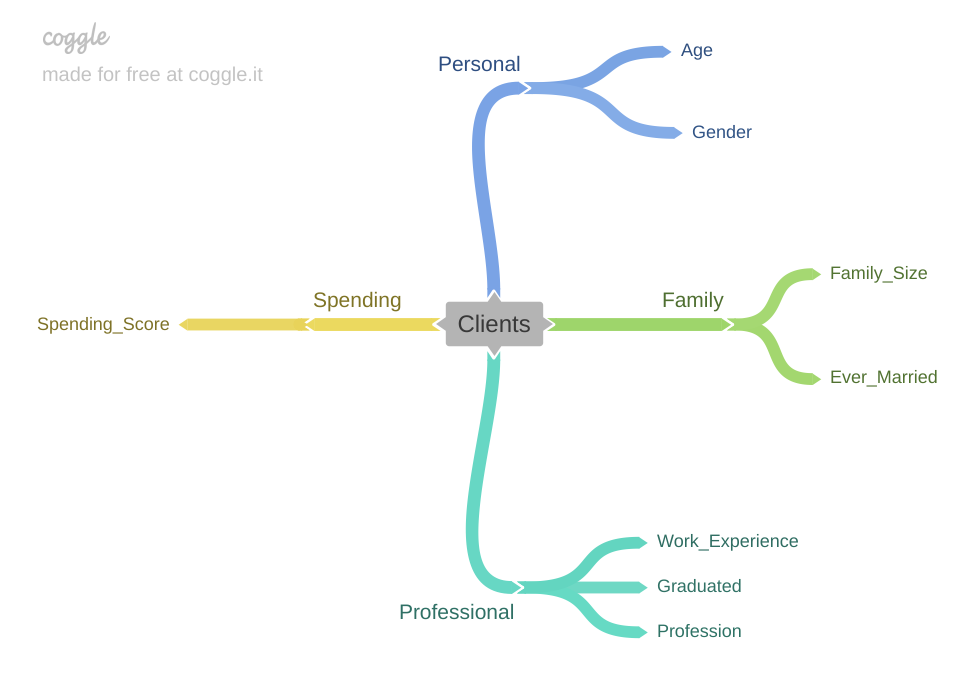 coggle
made for free at coggle.it
Personal
Age
Gender
Spending
Spending_Score
Clients
Family
Family_Size
Ever_Married
Professional
Work_Experience
Graduated
Profession